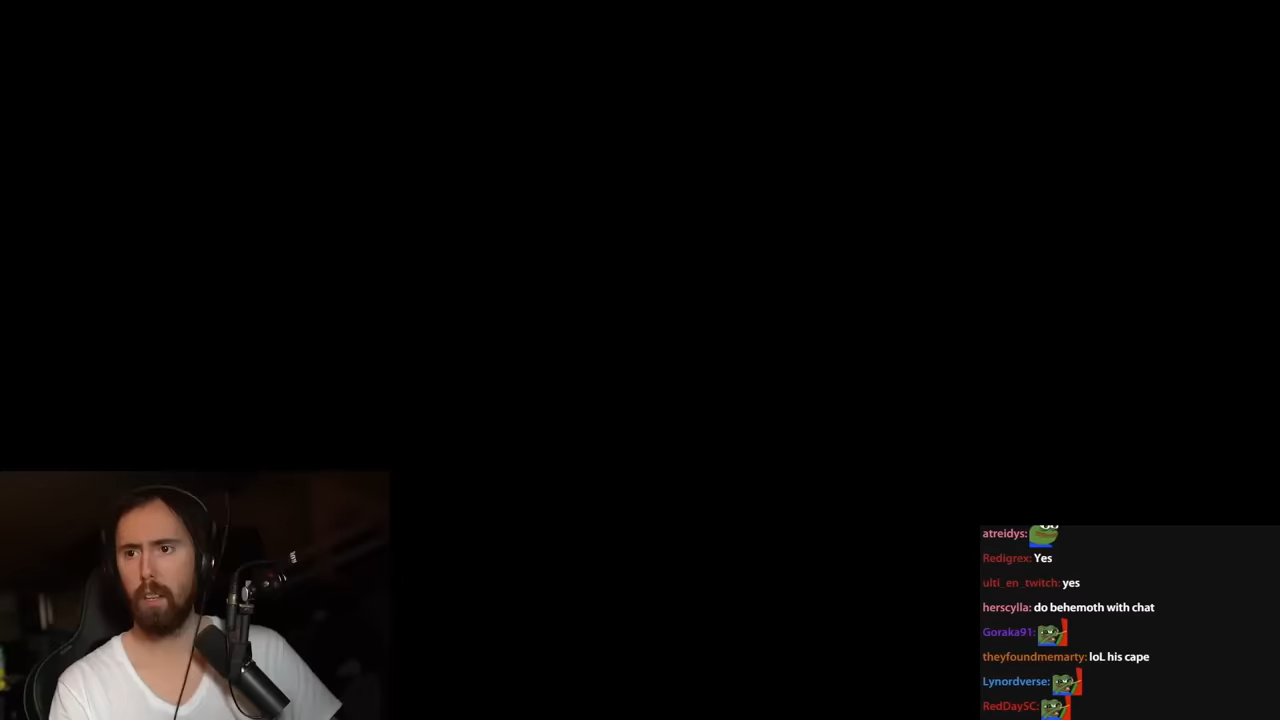 atreidys:
Redigrex: Yes
ulti_en_twitch: yes
herscylla: do behemoth with chat
Goraka91:
theyfoundmemarty: loL his cape
Lynordverse:
RedDaySC: